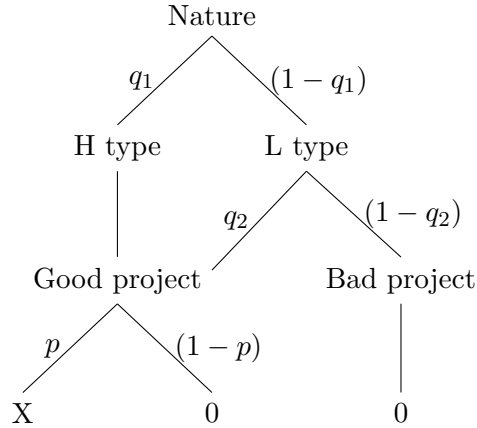 Nature
q₁ (1 − q₁)
H type L type
q₂ (1 − q₂)
Good project Bad project
p (1 − p)
X 0 0